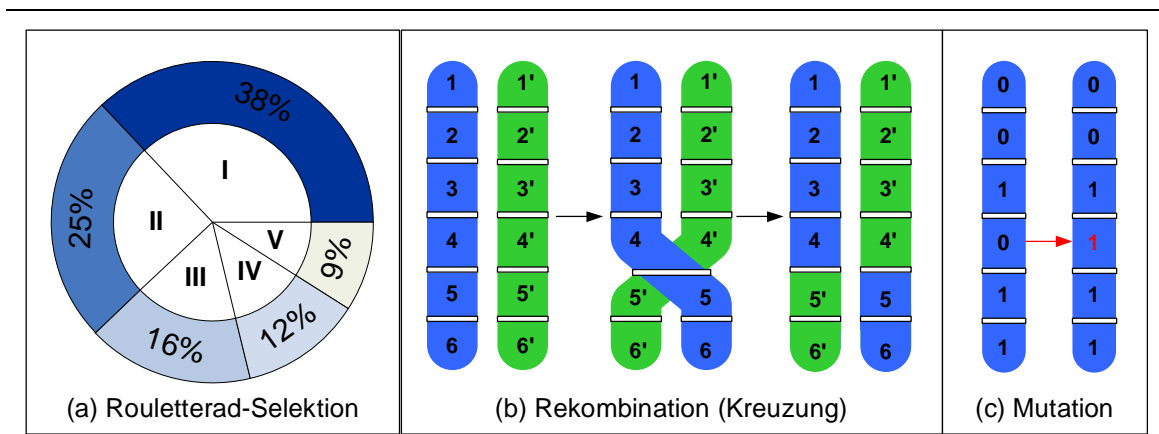 38%
25%
16%
12%
9%
I
II
III
IV
V
(a) Rouletterad-Selektion
1 1' 1 1' 1 1'
2 2' 2 2' 2 2'
3 3' 3 3' 3 3'
4 4' 4 4' 4 4'
5 5' 5' 5 5' 5
6 6' 6' 6 6' 6
(b) Rekombination (Kreuzung)
0 0
0 0
1 1
0 1
1 1
1 1
(c) Mutation